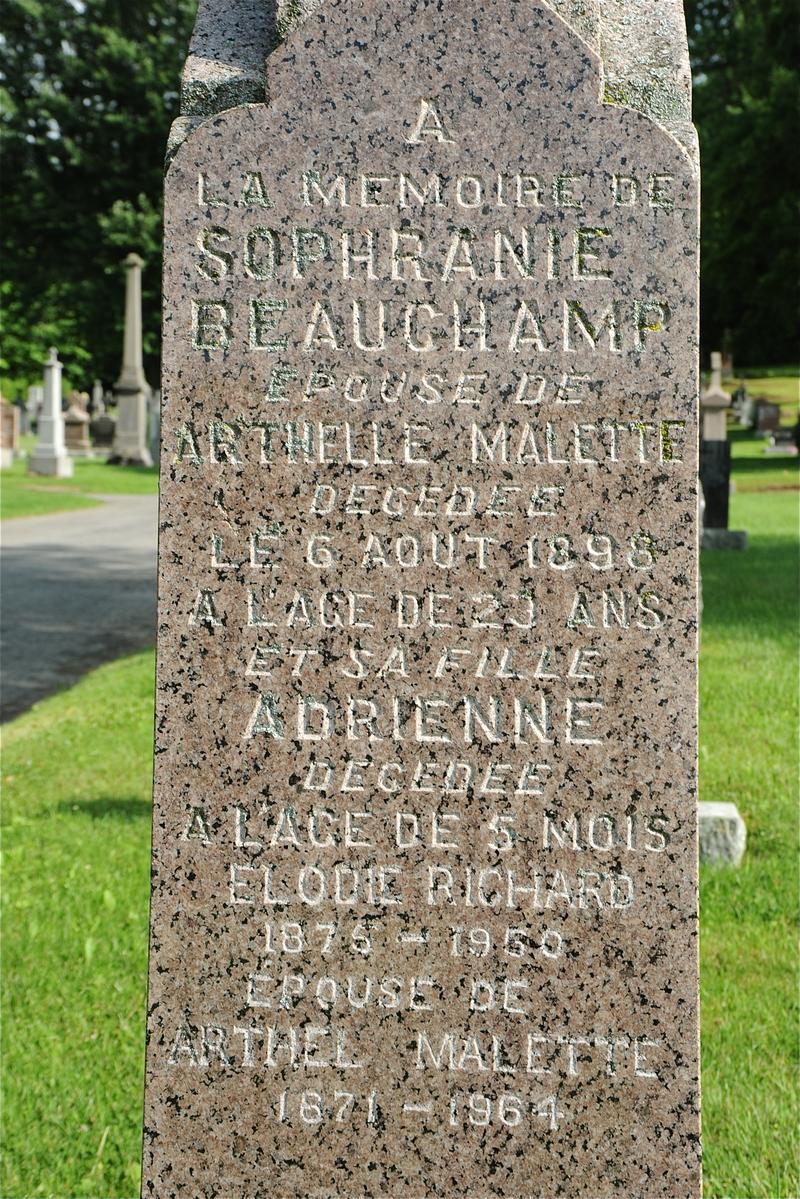 A
LA MEMOIRE DE
SOPHRANIE
BEAUCHAMP
EPOUSE DE
ARTHELLE MALETTE
DECEDEE
LE 6 AOUT 1898
A L'AGE DE 23 ANS
ET SA FILLE
ADRIENNE
DECEDEE
A L'AGE DE 5 MOIS
ELODIE RICHARD
1875 - 1950
EPOUSE DE
ARTHEL MALETTE
1871 - 1964